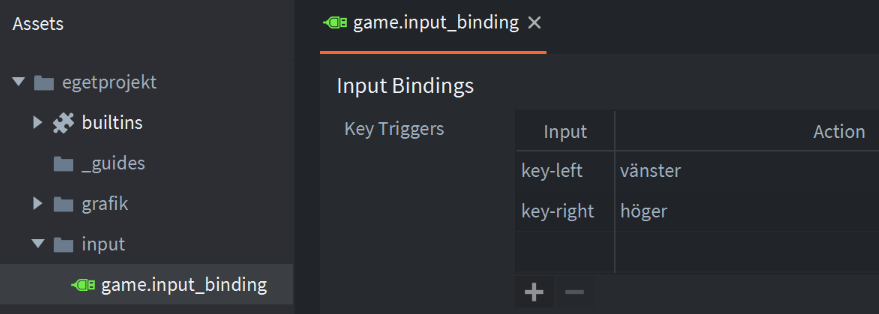 Assets
egetprojekt
builtins
_guides
grafik
input
game.input_binding
game.input_binding
Input Bindings
Key Triggers
Input Action
key-left vänster
key-right höger